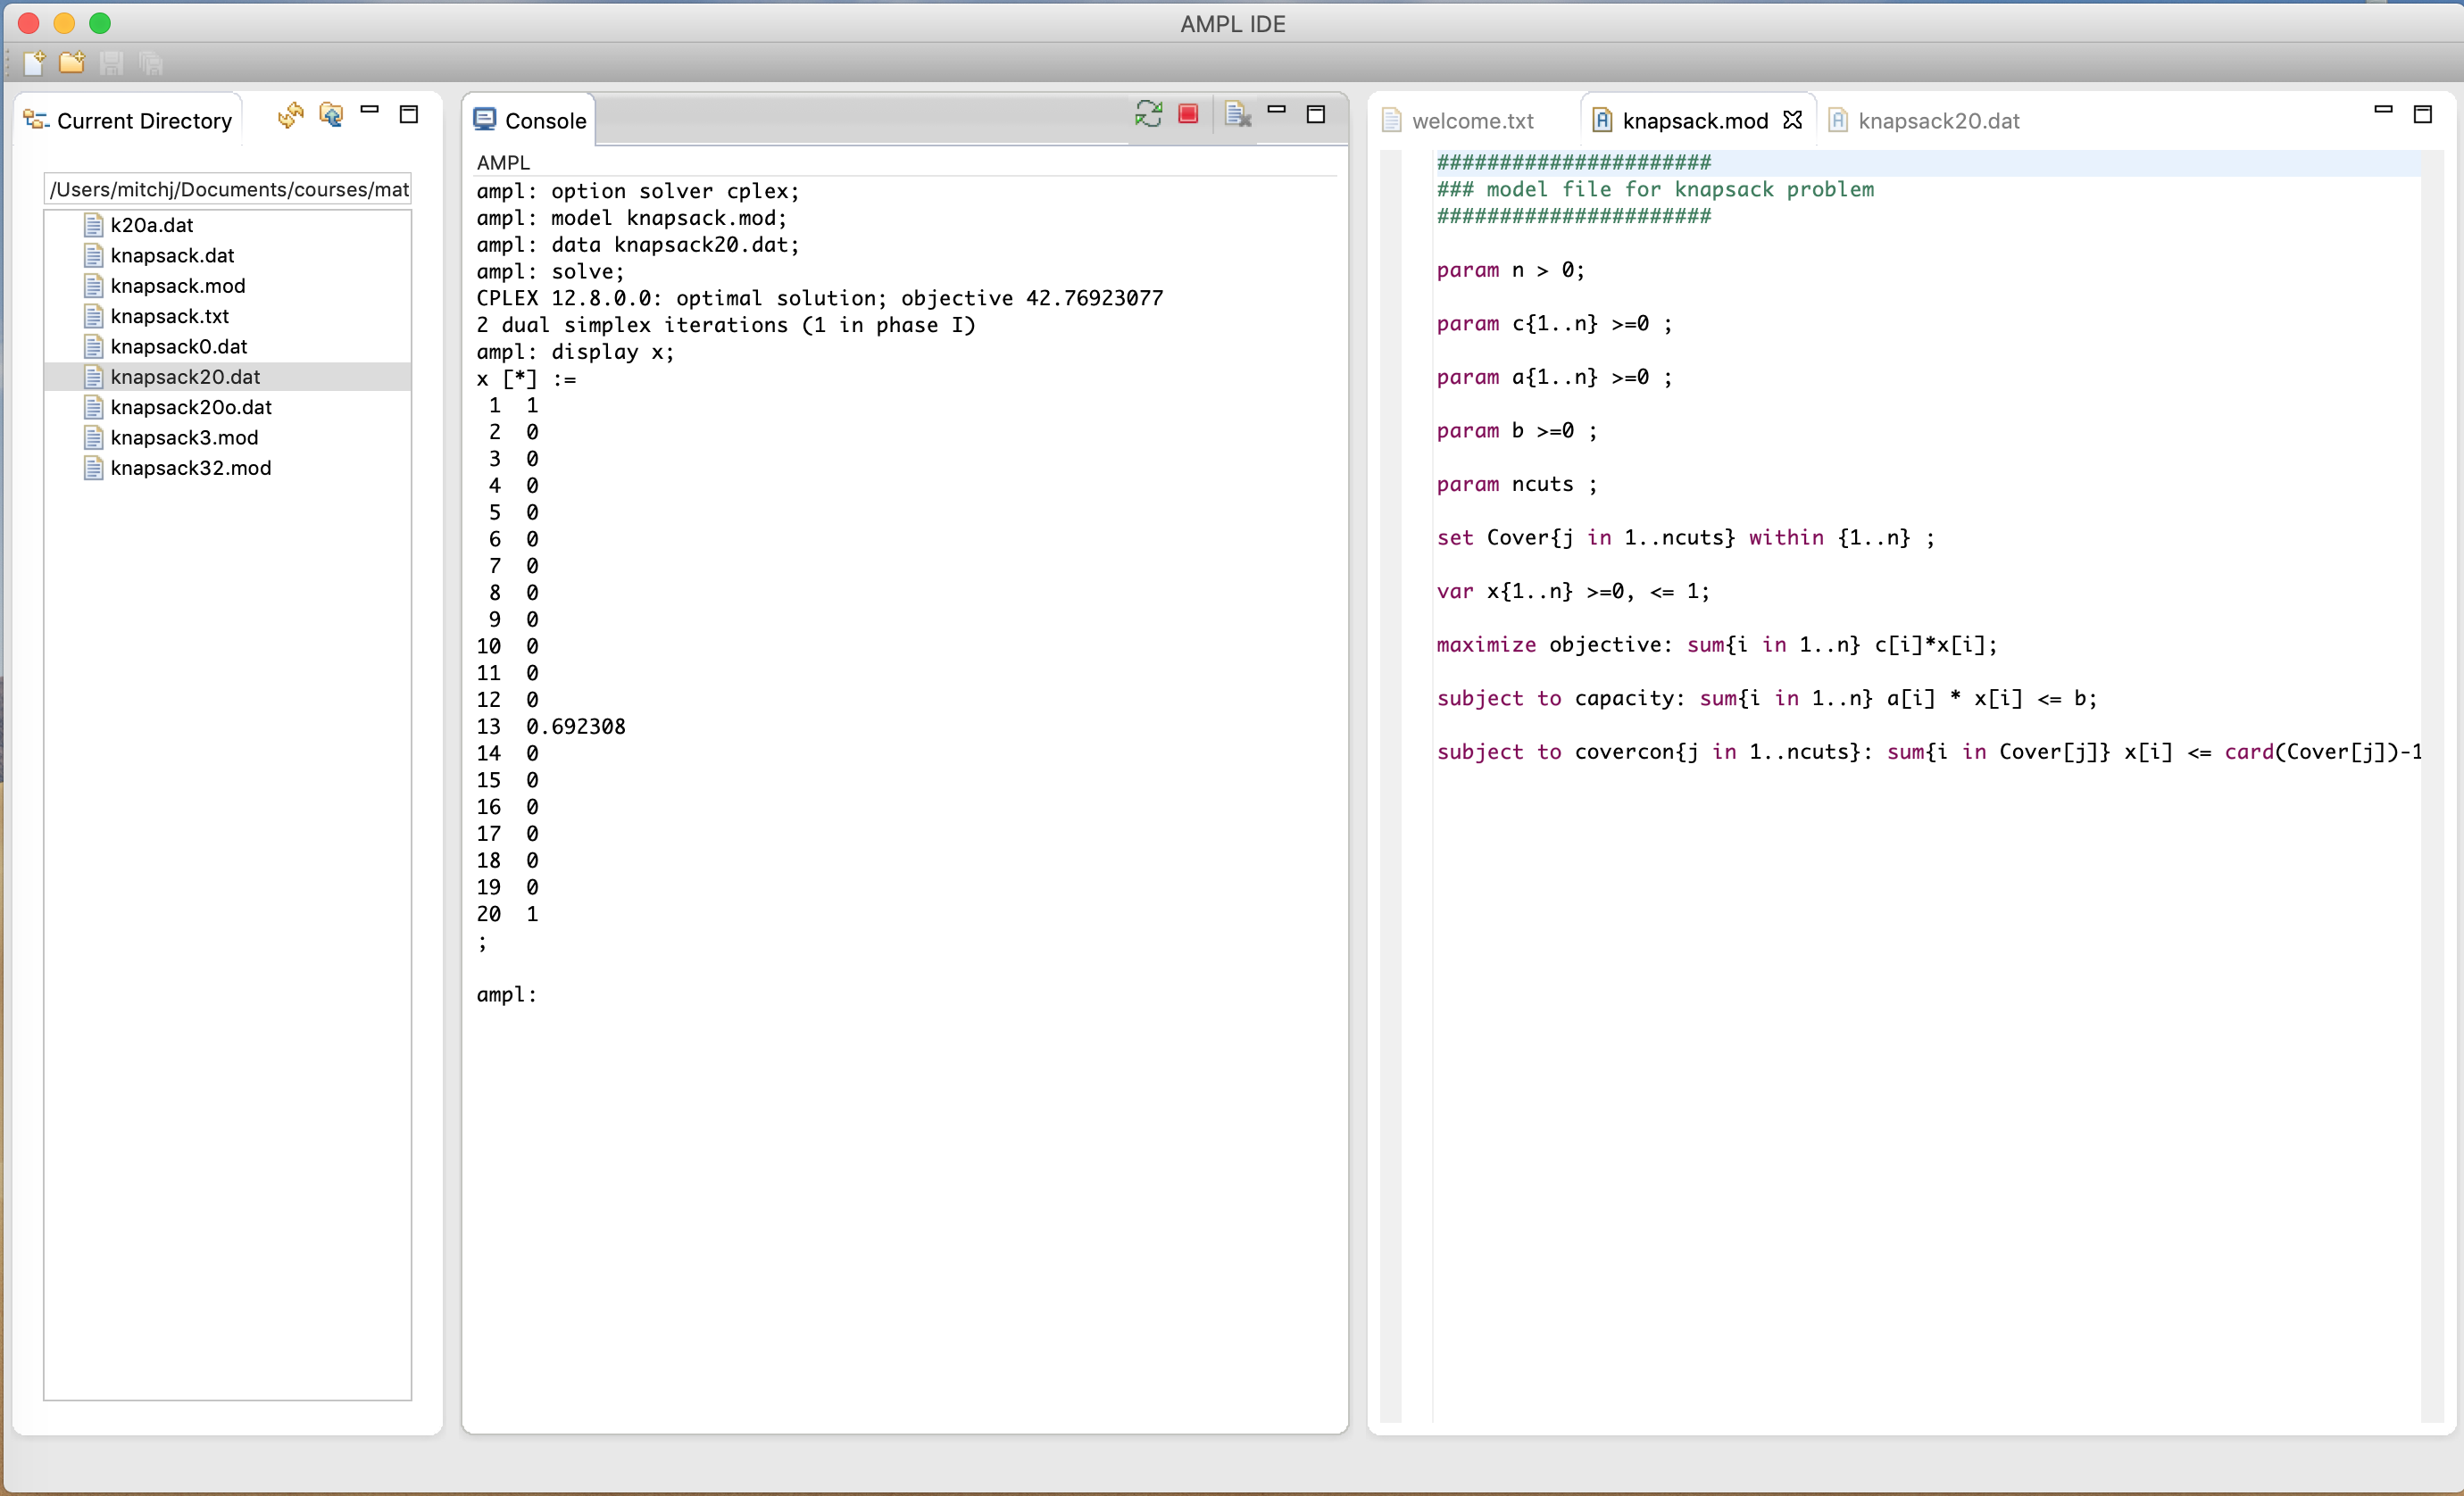 AMPL IDE
Current Directory
/Users/mitchj/Documents/courses/mat
k20a.dat
knapsack.dat
knapsack.mod
knapsack.txt
knapsack0.dat
knapsack20.dat
knapsack20o.dat
knapsack3.mod
knapsack32.mod
Console
AMPL
ampl: option solver cplex;
ampl: model knapsack.mod;
ampl: data knapsack20.dat;
ampl: solve;
CPLEX 12.8.0.0: optimal solution; objective 42.76923077
2 dual simplex iterations (1 in phase I)
ampl: display x;
x [*] :=
1 1
2 0
3 0
4 0
5 0
6 0
7 0
8 0
9 0
10 0
11 0
12 0
13 0.692308
14 0
15 0
16 0
17 0
18 0
19 0
20 1
;
ampl:
welcome.txt knapsack.mod knapsack20.dat
######################
### model file for knapsack problem
######################
param n > 0;
param c{1..n} >=0 ;
param a{1..n} >=0 ;
param b >=0 ;
param ncuts ;
set Cover{j in 1..ncuts} within {1..n} ;
var x{1..n} >=0, <= 1;
maximize objective: sum{i in 1..n} c[i]*x[i];
subject to capacity: sum{i in 1..n} a[i] * x[i] <= b;
subject to covercon{j in 1..ncuts}: sum{i in Cover[j]} x[i] <= card(Cover[j])-1